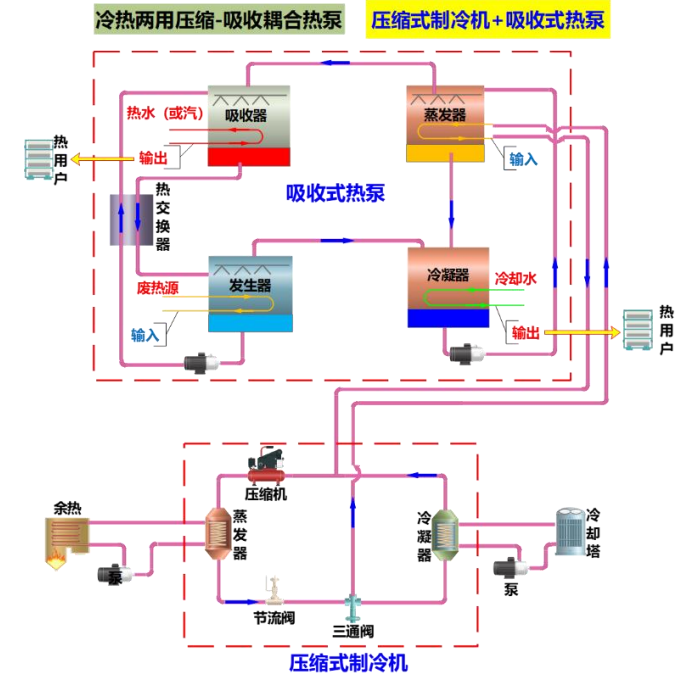 冷热两用压缩-吸收耦合热泵
压缩式制冷机+吸收式热泵
热水（或汽）
吸收器
蒸发器
热用户
输出
输入
热交换器
吸收式热泵
废热源
发生器
冷凝器
冷却水
输入
输出
热用户
压缩机
余热
蒸发器
冷凝器
冷却塔
泵
泵
节流阀
三通阀
压缩式制冷机